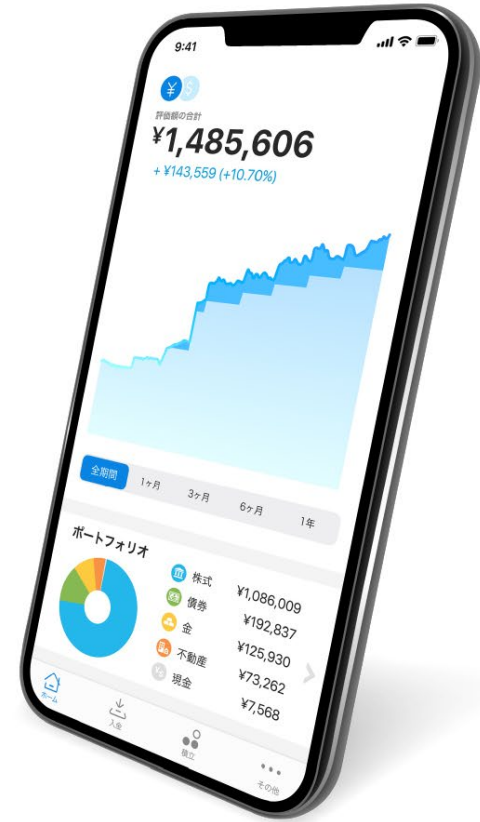 9:41
¥ $
評価額の合計
¥1,485,606
+ ¥143,559 (+10.70%)
全期間 1ヶ月 3ヶ月 6ヶ月 1年
ポートフォリオ
株式 ¥1,086,009
債券 ¥192,837
金 ¥125,930
不動産 ¥73,262
現金 ¥7,568
ホーム 入金 積立 その他